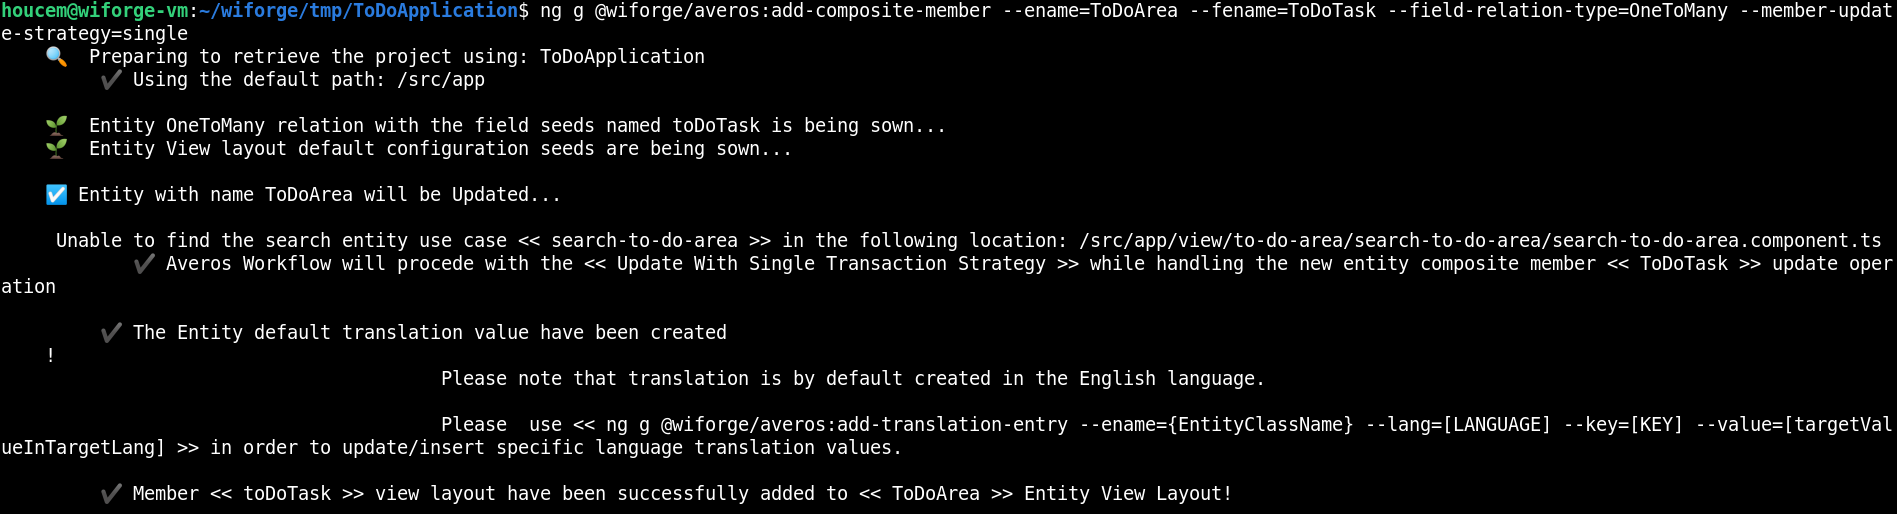 houcem@wiforge-vm:~/wiforge/tmp/ToDoApplication$ ng g @wiforge/averos:add-composite-member --ename=ToDoArea --fename=ToDoTask --field-relation-type=OneToMany --member-updat
e-strategy=single
🔍 Preparing to retrieve the project using: ToDoApplication
✔ Using the default path: /src/app
🌱 Entity OneToMany relation with the field seeds named toDoTask is being sown...
🌱 Entity View layout default configuration seeds are being sown...
☑ Entity with name ToDoArea will be Updated...
Unable to find the search entity use case << search-to-do-area >> in the following location: /src/app/view/to-do-area/search-to-do-area/search-to-do-area.component.ts
✔ Averos Workflow will procede with the << Update With Single Transaction Strategy >> while handling the new entity composite member << ToDoTask >> update oper
ation
✔ The Entity default translation value have been created
!
Please note that translation is by default created in the English language.
Please  use << ng g @wiforge/averos:add-translation-entry --ename={EntityClassName} --lang=[LANGUAGE] --key=[KEY] --value=[targetVal
ueInTargetLang] >> in order to update/insert specific language translation values.
✔ Member << toDoTask >> view layout have been successfully added to << ToDoArea >> Entity View Layout!